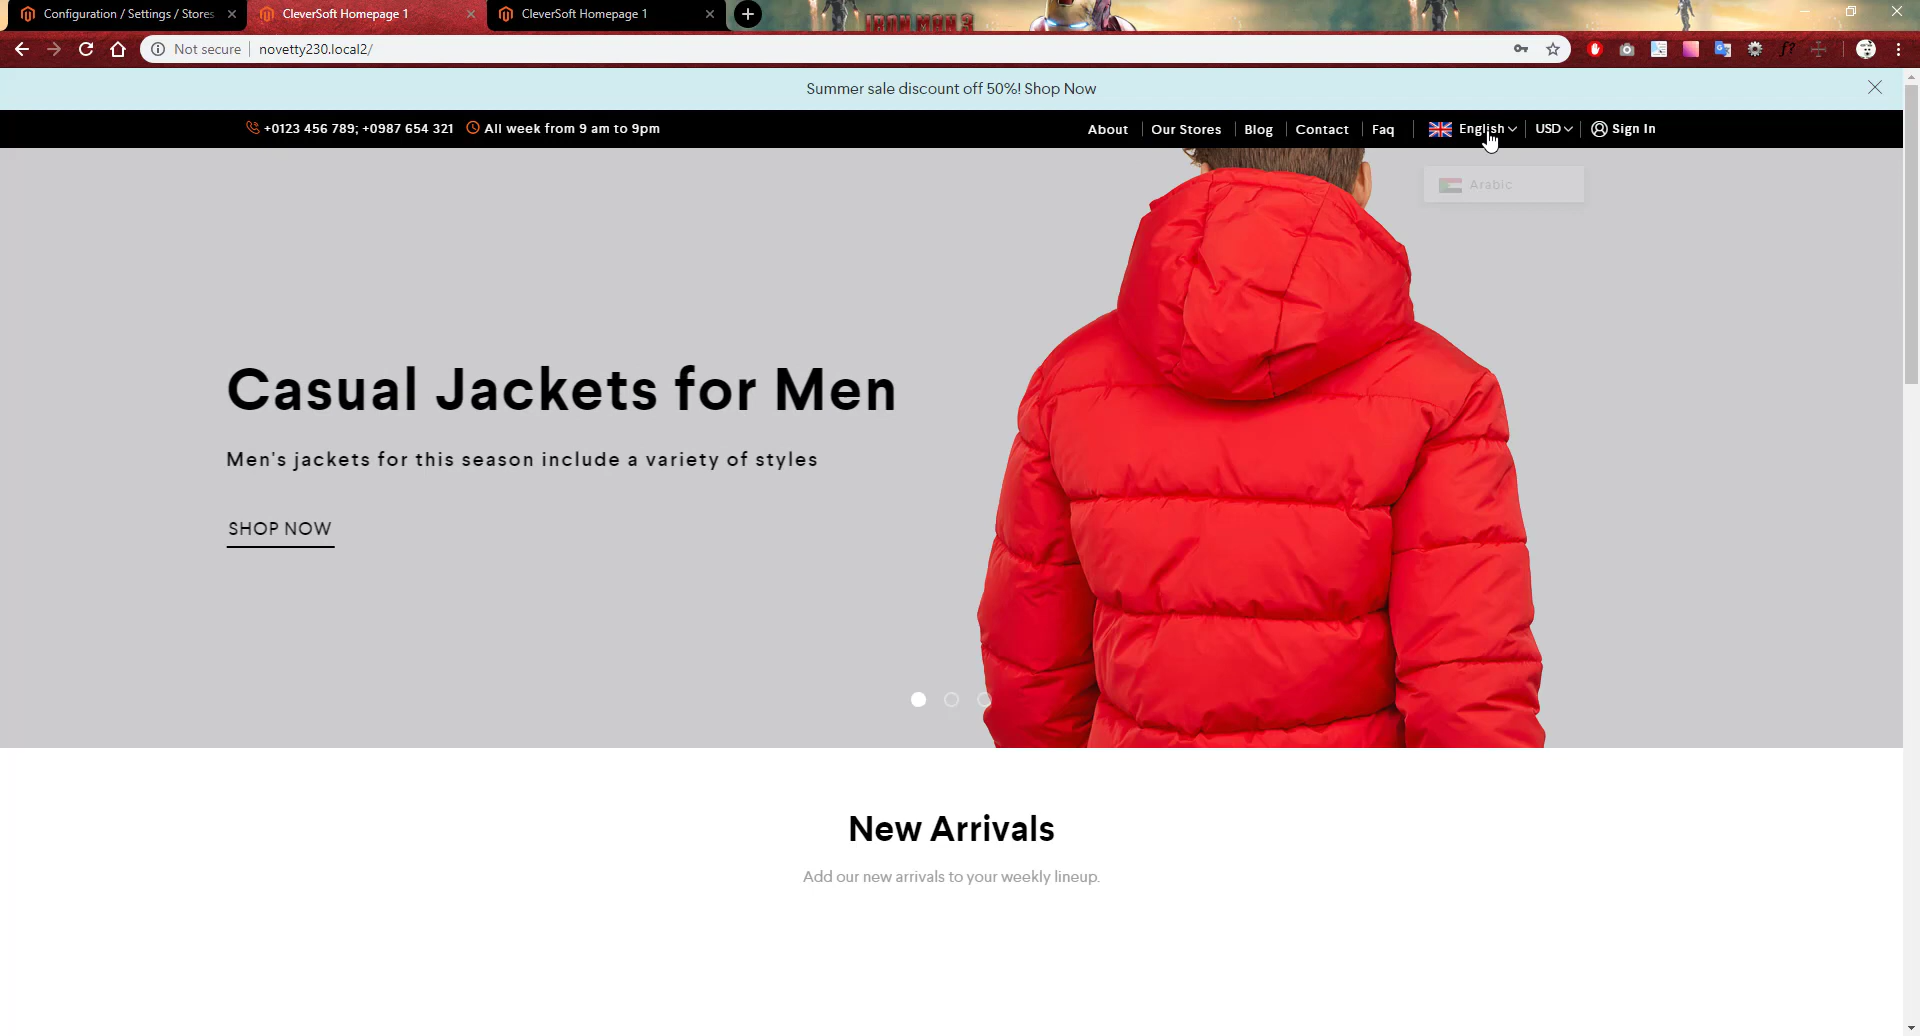 Configuration / Settings / Stores
CleverSoft Homepage 1
CleverSoft Homepage 1
IRON MAN 3
Not secure
novetty230.local2/
Summer sale discount off 50%! Shop Now
+0123 456 789; +0987 654 321
All week from 9 am to 9pm
About
Our Stores
Blog
Contact
Faq
English
USD
Sign In
Arabic
Casual Jackets for Men
Men's jackets for this season include a variety of styles
SHOP NOW
New Arrivals
Add our new arrivals to your weekly lineup.